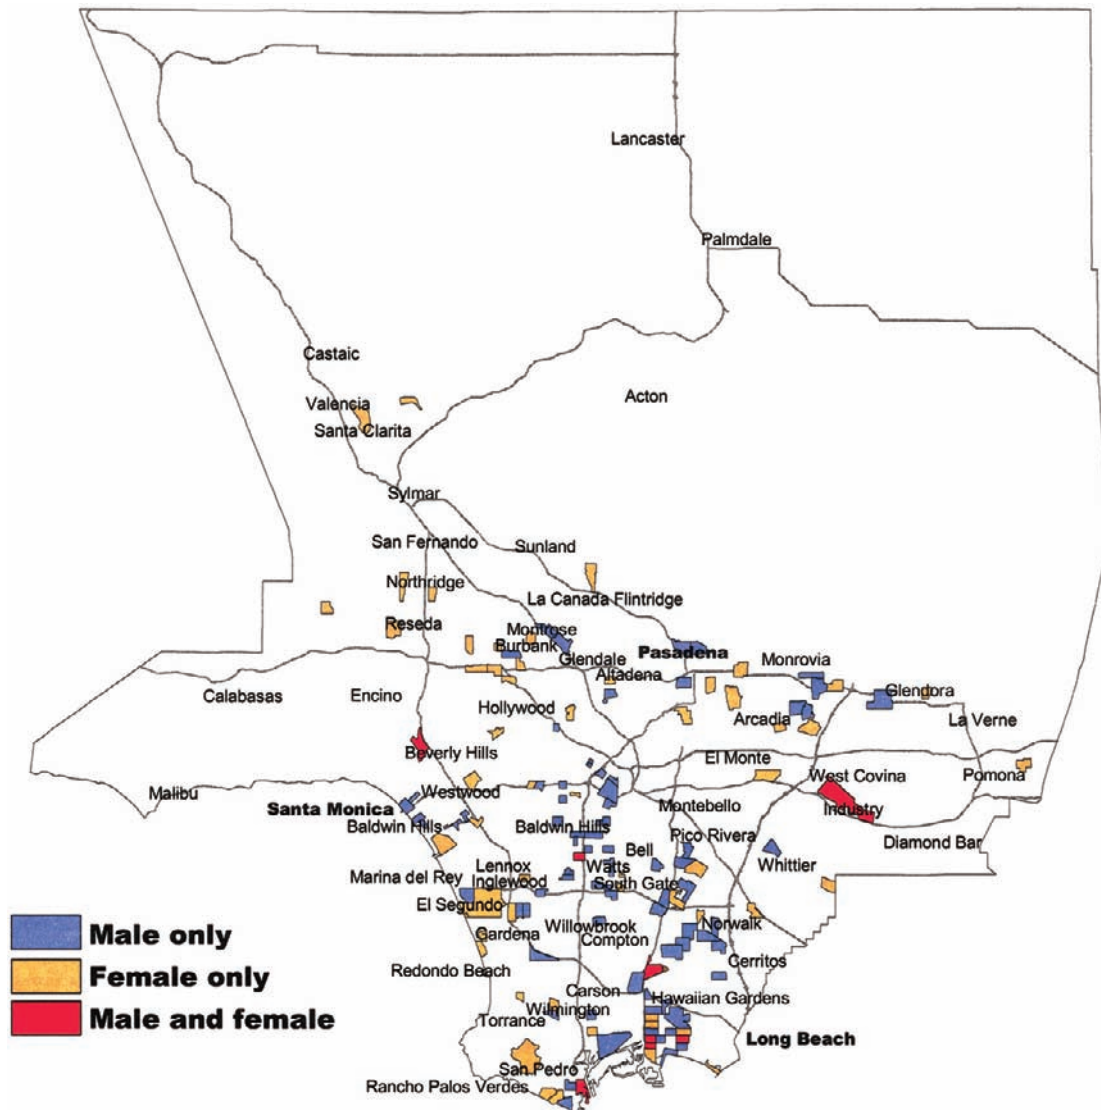 Lancaster
Palmdale
Castaic
Acton
Valencia
Santa Clarita
Sylmar
San Fernando
Sunland
Northridge
La Canada Flintridge
Reseda
Montrose
Burbank
Pasadena
Glendale
Monrovia
Altadena
Calabasas
Encino
Glendora
Hollywood
Arcadia
La Verne
Beverly Hills
El Monte
West Covina
Pomona
Malibu
Westwood
Santa Monica
Montebello
Industry
Baldwin Hills
Baldwin Hills
Pico Rivera
Diamond Bar
Bell
Whittier
Lennox
Watts
Marina del Rey
Inglewood
South Gate
El Segundo
Male only
Willowbrook
Norwalk
Gardena
Compton
Cerritos
Female only
Redondo Beach
Carson
Hawaiian Gardens
Male and female
Wilmington
Torrance
Long Beach
San Pedro
Rancho Palos Verdes